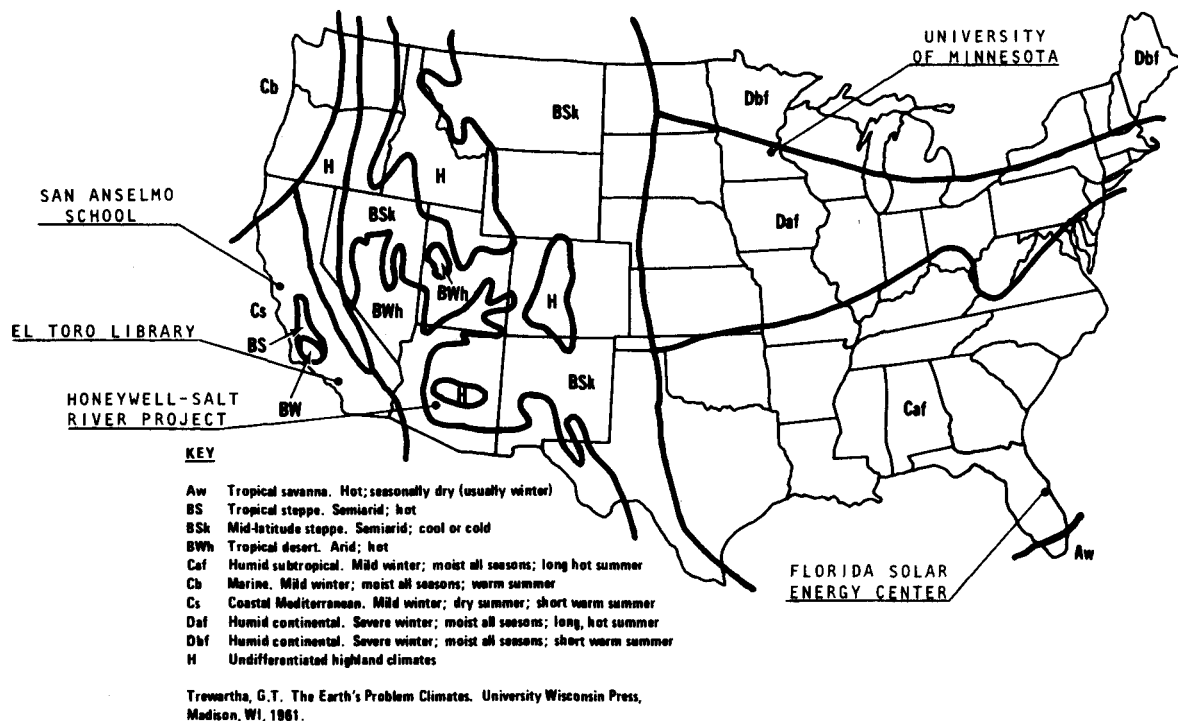 UNIVERSITY
OF MINNESOTA
Dbf
Cb
Dbf
BSk
H
H
SAN ANSELMO
SCHOOL
BSk
Daf
BWh
BWh
H
Cs
EL TORO LIBRARY
BS
BSk
HONEYWELL-SALT
RIVER PROJECT
BW
H
Caf
KEY
Aw Tropical savanna. Hot; seasonally dry (usually winter)
BS Tropical steppe. Semiarid; hot
BSk Mid-latitude steppe. Semiarid; cool or cold
BWh Tropical desert. Arid; hot
Caf Humid subtropical. Mild winter; moist all seasons; long hot summer
Cb Marine. Mild winter; moist all seasons; warm summer
Cs Coastal Mediterranean. Mild winter; dry summer; short warm summer
Daf Humid continental. Severe winter; moist all seasons; long, hot summer
Dbf Humid continental. Severe winter; moist all seasons; short warm summer
H Undifferentiated highland climates
Aw
FLORIDA SOLAR
ENERGY CENTER
Trewartha, G.T. The Earth's Problem Climates. University Wisconsin Press,
Madison, WI, 1961.